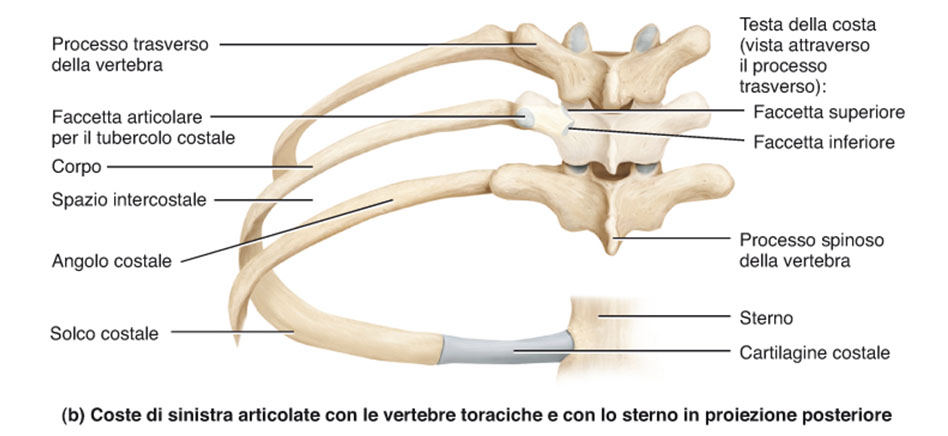 Processo trasverso
della vertebra
Faccetta articolare
per il tubercolo costale
Corpo
Spazio intercostale
Angolo costale
Solco costale
Testa della costa
(vista attraverso
il processo
trasverso):
Faccetta superiore
Faccetta inferiore
Processo spinoso
della vertebra
Sterno
Cartilagine costale
(b) Coste di sinistra articolate con le vertebre toraciche e con lo sterno in proiezione posteriore